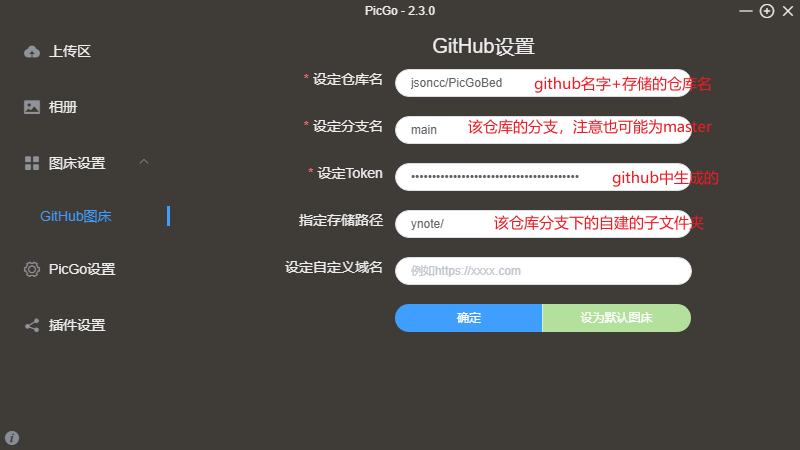 PicGo - 2.3.0
上传区
相册
图床设置
GitHub图床
PicGo设置
插件设置
GitHub设置
* 设定仓库名 jsoncc/PicGoBed github名字+存储的仓库名
* 设定分支名 main 该仓库的分支，注意也可能为master
* 设定Token •••••••••••••••••••••••••••••••••••••••• github中生成的
指定存储路径 ynote/ 该仓库分支下的自建的子文件夹
设定自定义域名 例如https://xxxx.com
确定 设为默认图床